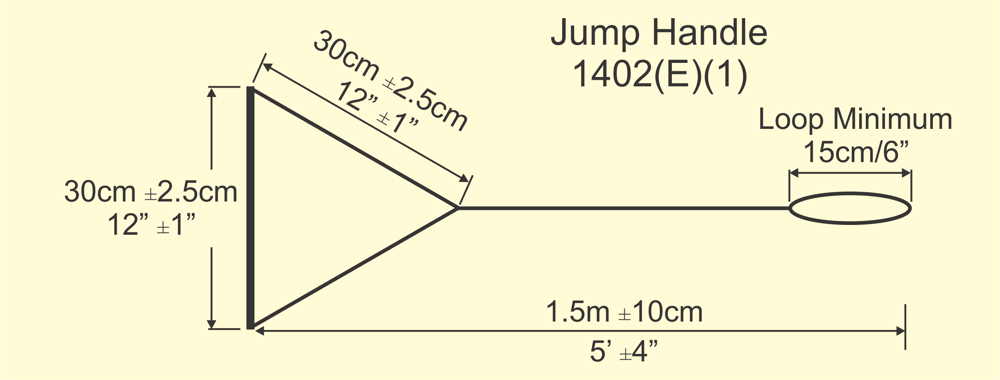 Jump Handle
1402(E)(1)
30cm ±2.5cm
12” ±1”
Loop Minimum
15cm/6”
30cm ±2.5cm
12” ±1”
1.5m ±10cm
5’ ±4”